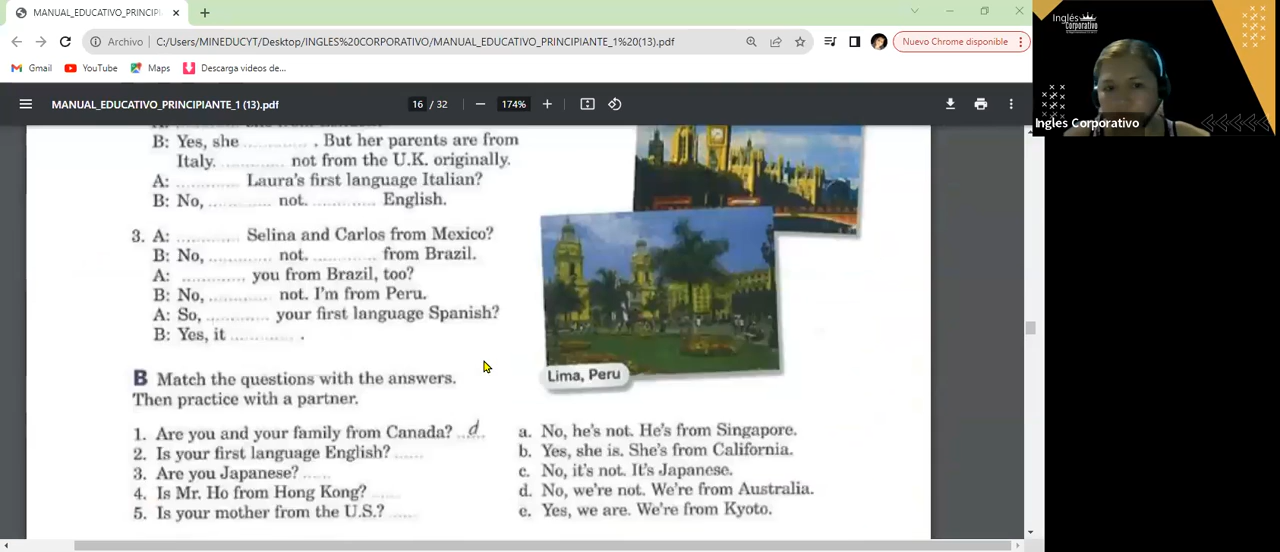 MANUAL_EDUCATIVO_PRINCIPI
Archivo
C:/Users/MINEDUCYT/Desktop/INGLES%20CORPORATIVO/MANUAL_EDUCATIVO_PRINCIPIANTE_1%20(13).pdf
Nuevo Chrome disponible
Gmail
YouTube
Maps
Descarga videos de...
MANUAL_EDUCATIVO_PRINCIPIANTE_1 (13).pdf
16 / 32
174%
Inglés
Corporativo
Ingles Corporativo
B: Yes, she ............ . But her parents are from
Italy. ............ not from the U.K. originally.
A: ............ Laura's first language Italian?
B: No, ............ not. ............ English.
3. A: ............ Selina and Carlos from Mexico?
B: No, ............ not. ............ from Brazil.
A: ............ you from Brazil, too?
B: No, ............ not. I'm from Peru.
A: So, ............ your first language Spanish?
B: Yes, it ............ .
Lima, Peru
B Match the questions with the answers.
Then practice with a partner.
1. Are you and your family from Canada? ..d..
2. Is your first language English? ......
3. Are you Japanese? ......
4. Is Mr. Ho from Hong Kong? ......
5. Is your mother from the U.S.? ......
a. No, he's not. He's from Singapore.
b. Yes, she is. She's from California.
c. No, it's not. It's Japanese.
d. No, we're not. We're from Australia.
e. Yes, we are. We're from Kyoto.